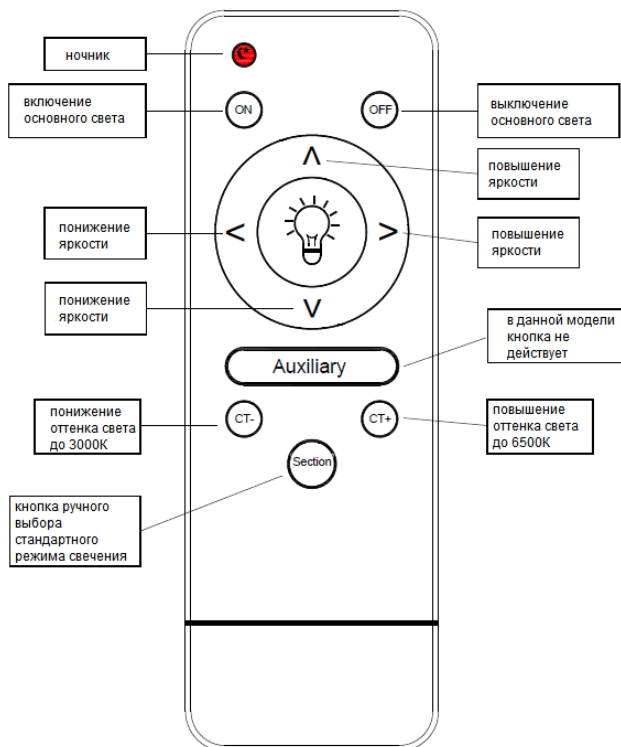 ночник
включение
основного света
ON
OFF
выключение
основного света
повышение
яркости
понижение
яркости
повышение
яркости
понижение
яркости
в данной модели
кнопка не
действует
Auxiliary
понижение
оттенка света
до 3000К
CT-
CT+
повышение
оттенка света
до 6500К
Section
кнопка ручного
выбора
стандартного
режима свечения